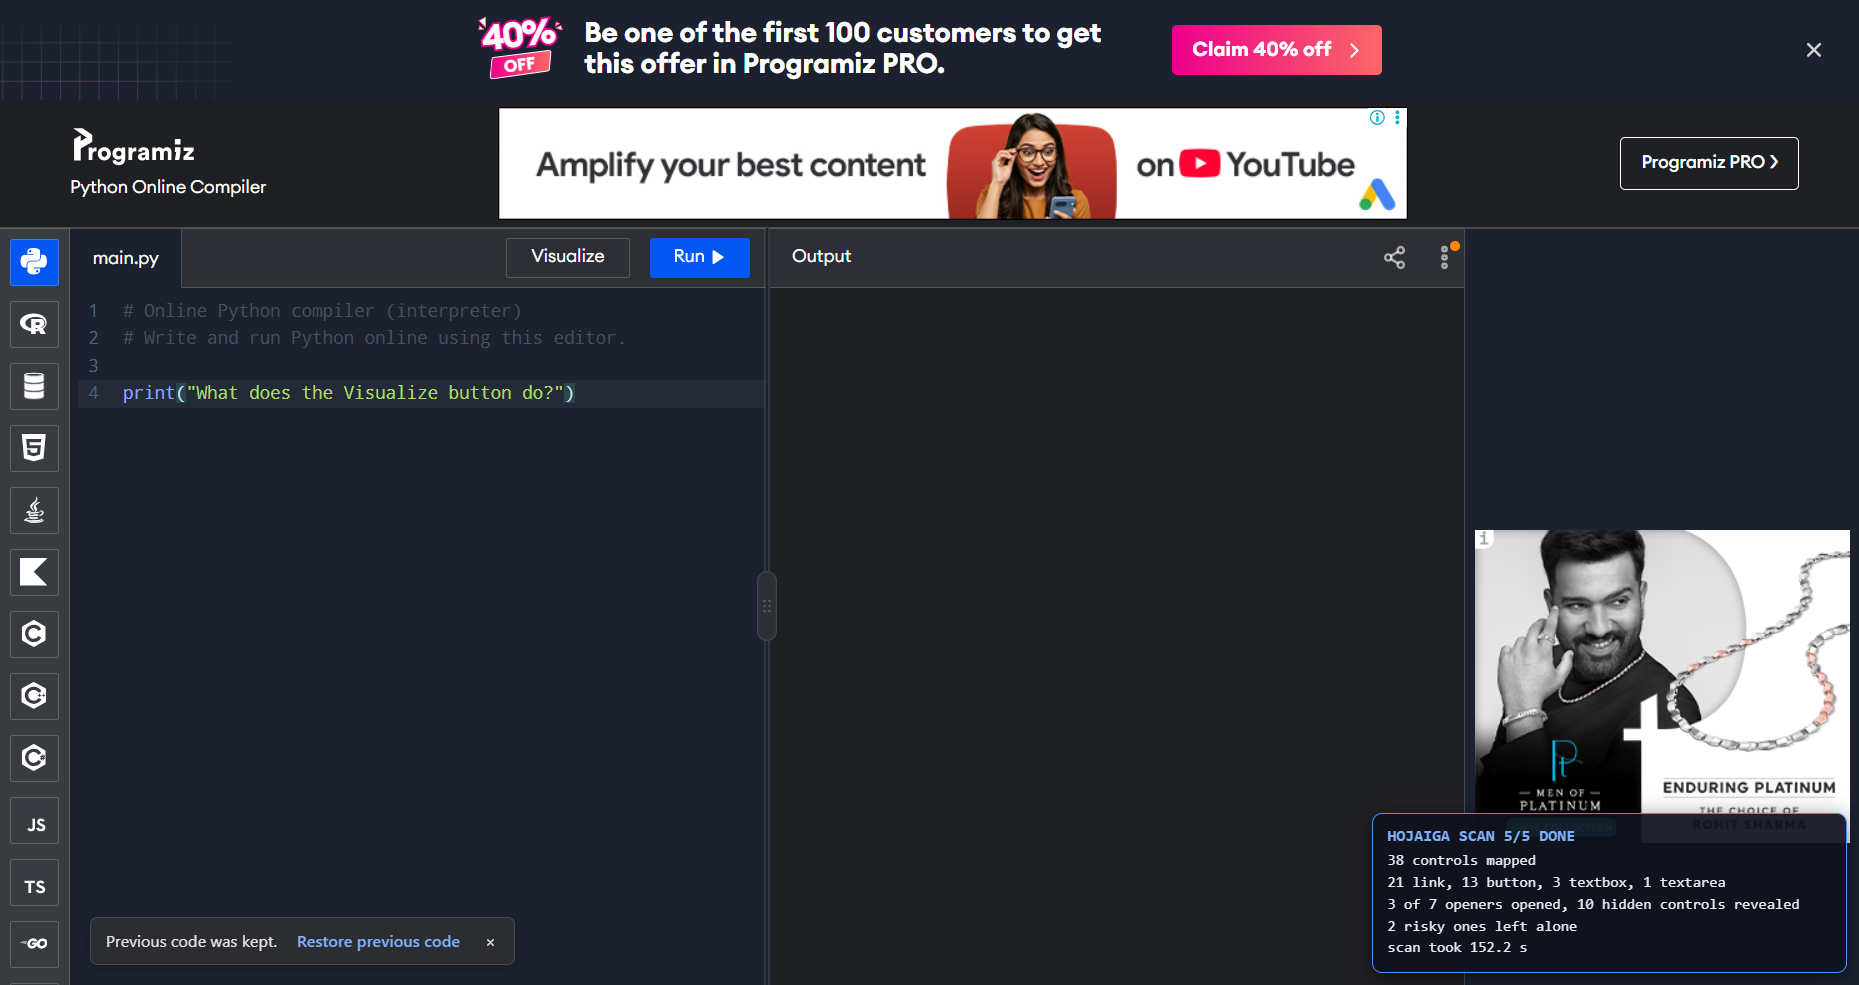 40%
OFF
Be one of the first 100 customers to get
this offer in Programiz PRO.
Claim 40% off
Programiz
Python Online Compiler
Amplify your best content
on YouTube
Programiz PRO
main.py
Visualize
Run
Output
1 # Online Python compiler (interpreter)
2 # Write and run Python online using this editor.
3
4 print("What does the Visualize button do?")
JS
TS
GO
MEN OF
PLATINUM
ENDURING PLATINUM
THE CHOICE OF
ROHIT SHARMA
HOJAIGA SCAN 5/5 DONE
38 controls mapped
21 link, 13 button, 3 textbox, 1 textarea
3 of 7 openers opened, 10 hidden controls revealed
2 risky ones left alone
scan took 152.2 s
Previous code was kept. Restore previous code ×